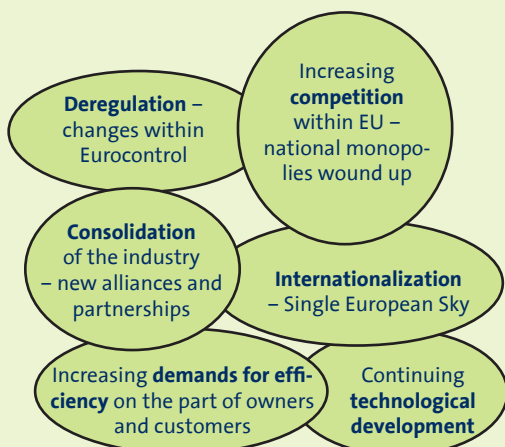 Deregulation –
changes within
Eurocontrol
Increasing
competition
within EU –
national monopo-
lies wound up
Consolidation
of the industry
– new alliances and
partnerships
Internationalization
– Single European Sky
Increasing demands for effi-
ciency on the part of owners
and customers
Continuing
technological
development